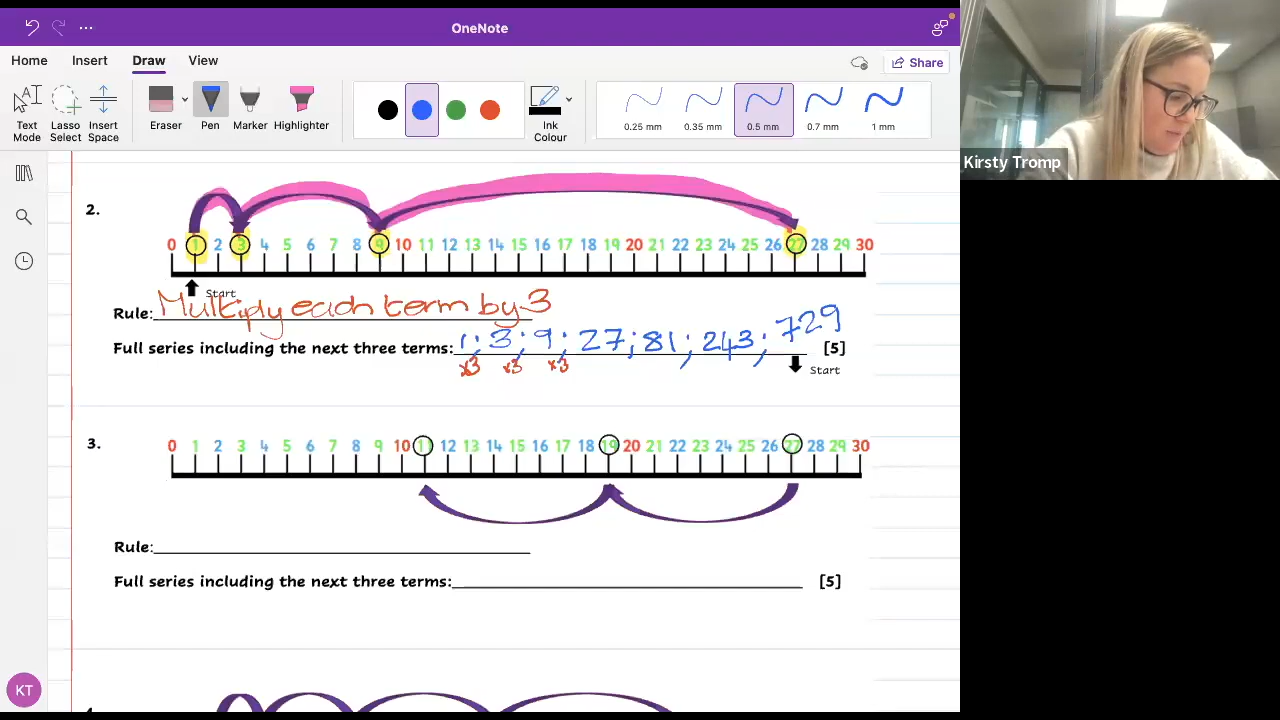 OneNote
Home Insert Draw View
Share
Text Mode Lasso Select Insert Space Eraser Pen Marker Highlighter Ink Colour 0.25 mm 0.35 mm 0.5 mm 0.7 mm 1 mm
Kirsty Tromp
2.
0 1 2 3 4 5 6 7 8 9 10 11 12 13 14 15 16 17 18 19 20 21 22 23 24 25 26 27 28 29 30
Start
Rule: Multiply each term by 3
Full series including the next three terms: 1; 3; 9; 27; 81; 243; 729 [5]
x3 x3 x3
Start
3.
0 1 2 3 4 5 6 7 8 9 10 11 12 13 14 15 16 17 18 19 20 21 22 23 24 25 26 27 28 29 30
Rule:
Full series including the next three terms: [5]
KT